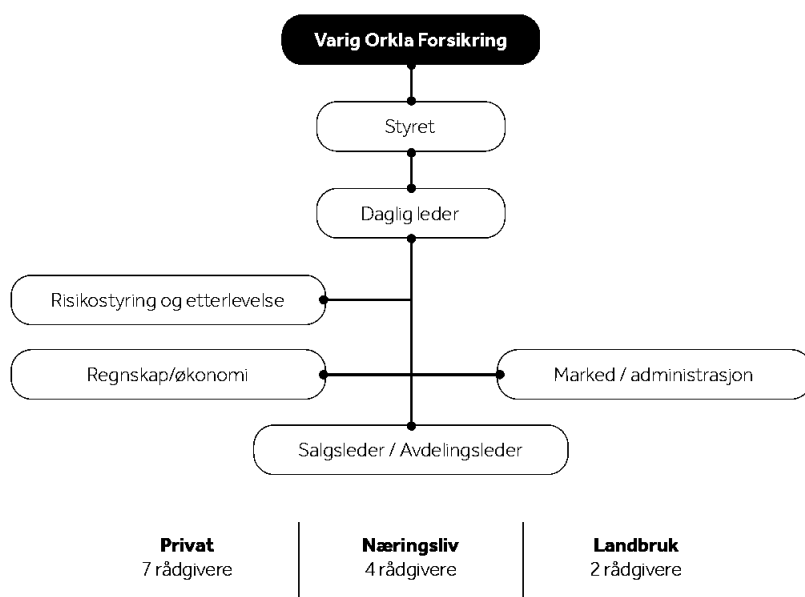 Varig Orkla Forsikring
Styret
Daglig leder
Risikostyring og etterlevelse
Regnskap/økonomi
Marked / administrasjon
Salgsleder / Avdelingsleder
Privat
7 rådgivere
Næringsliv
4 rådgivere
Landbruk
2 rådgivere